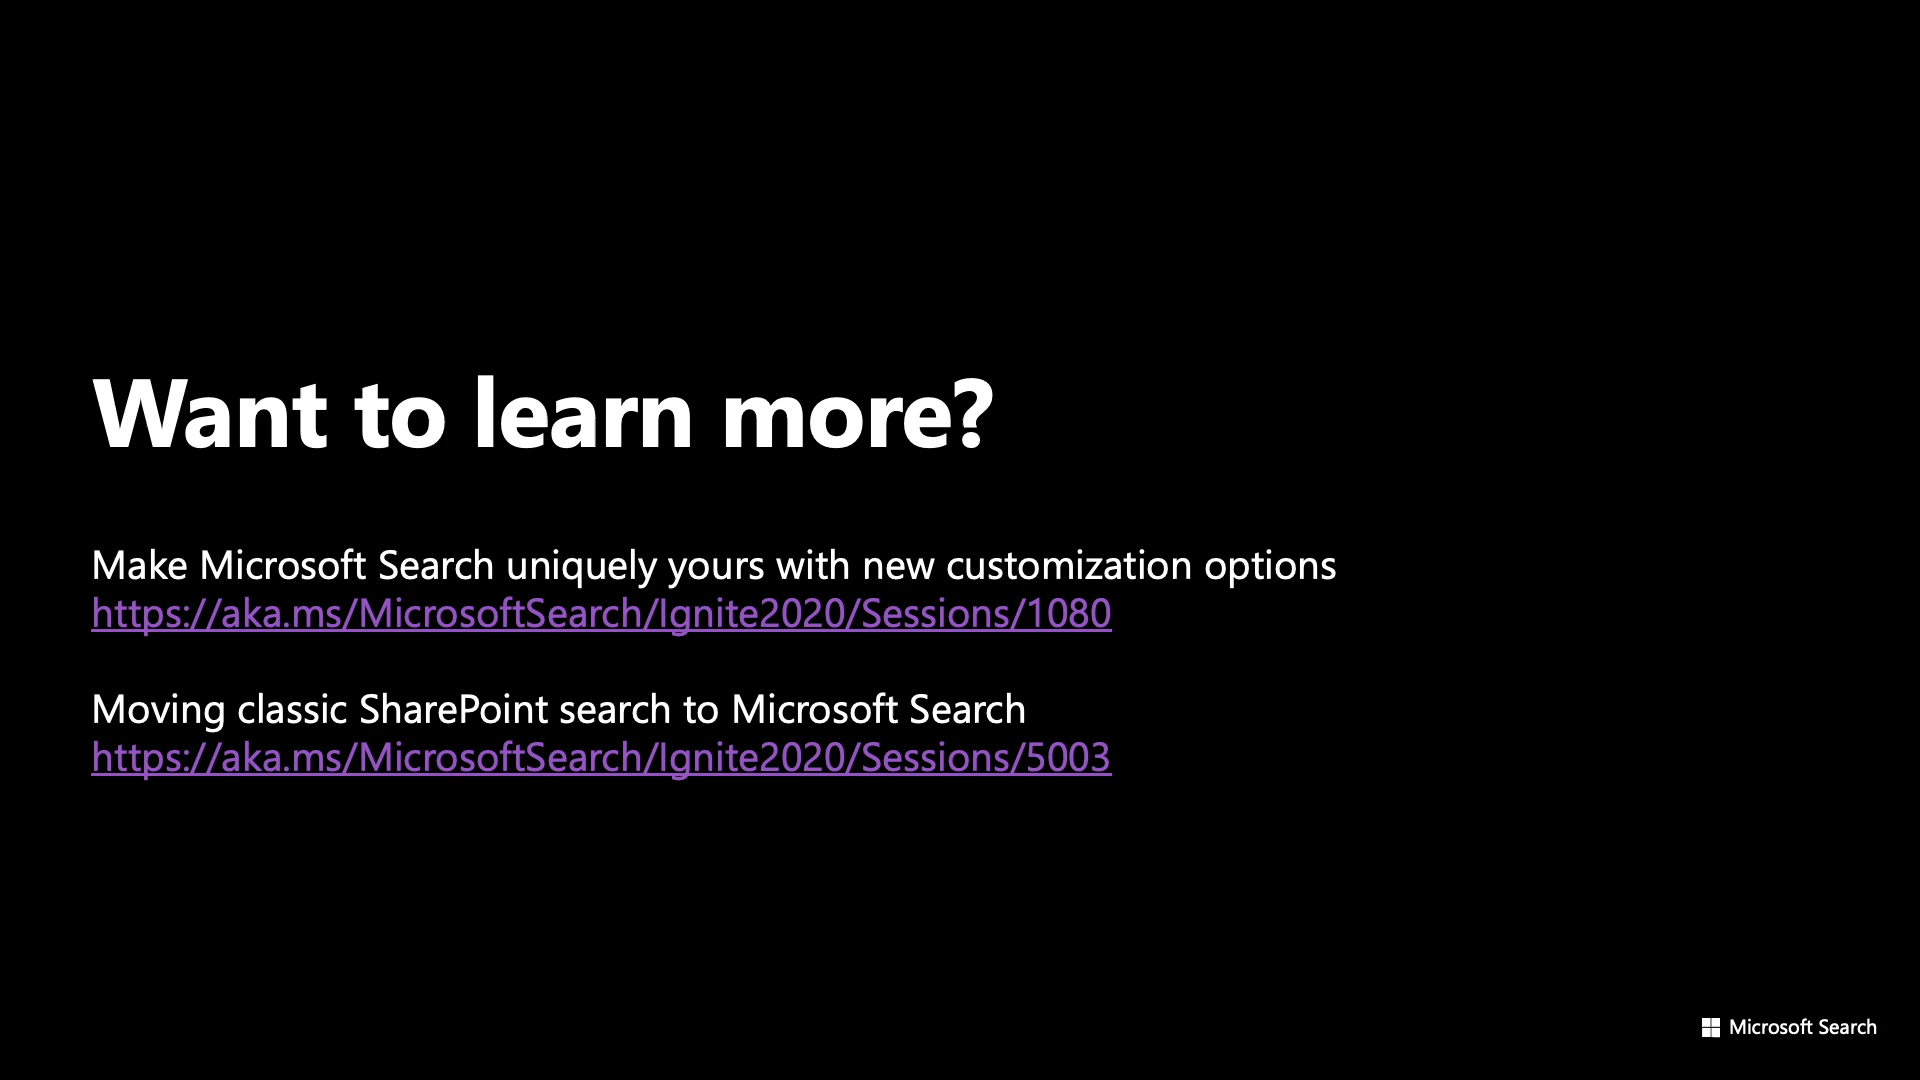 Want to learn more?
Make Microsoft Search uniquely yours with new customization options
https://aka.ms/MicrosoftSearch/Ignite2020/Sessions/1080
Moving classic SharePoint search to Microsoft Search
https://aka.ms/MicrosoftSearch/Ignite2020/Sessions/5003
Microsoft Search